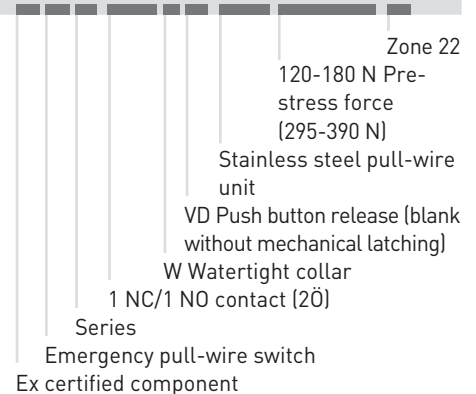 Zone 22
120-180 N Pre-
stress force
(295-390 N)
Stainless steel pull-wire
unit
VD Push button release (blank
without mechanical latching)
W Watertight collar
1 NC/1 NO contact (2Ö)
Series
Emergency pull-wire switch
Ex certified component